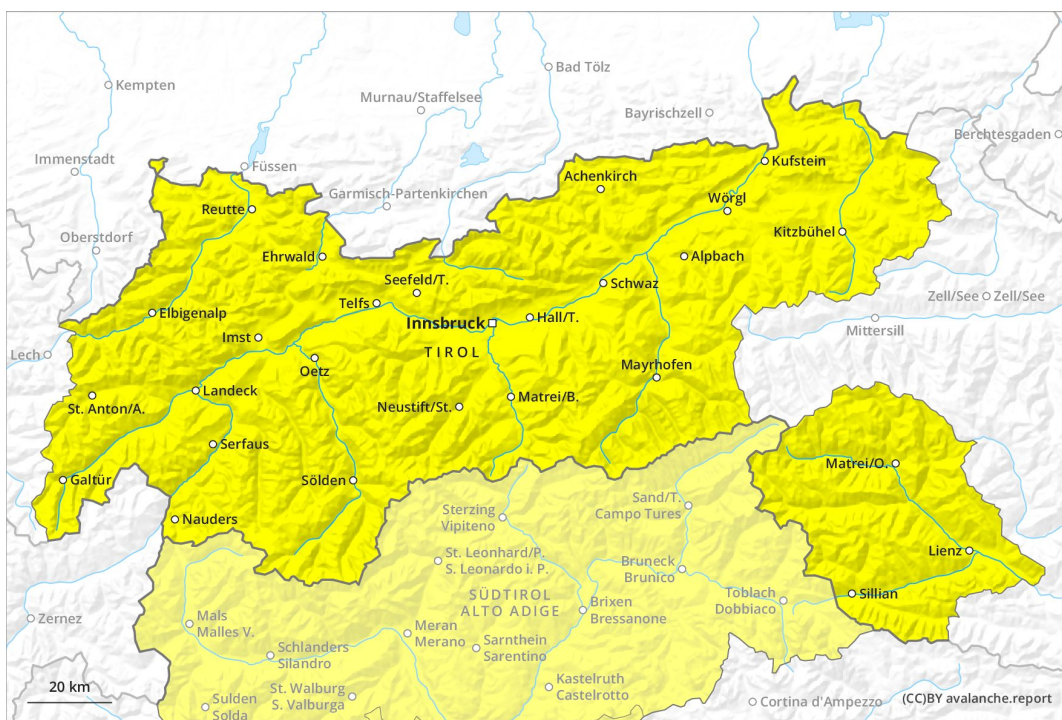 Kempten
Bad Tölz
Murnau/Staffelsee
Bayrischzell
Berchtesgaden
Immenstadt
Füssen
Kufstein
Achenkirch
Garmisch-Partenkirchen
Wörgl
Reutte
Kitzbühel
Oberstdorf
Ehrwald
Alpbach
Seefeld/T.
Schwaz
Zell/See
Zell/See
Telfs
Elbigenalp
Innsbruck
Hall/T.
Mittersill
Imst
TIROL
Lech
Oetz
Mayrhofen
Landeck
St. Anton/A.
Neustift/St.
Matrei/B.
Serfaus
Matrei/O.
Galtür
Sölden
Sand/T.
Campo Tures
Sterzing
Vipiteno
Nauders
Lienz
St. Leonhard/P.
S. Leonardo i. P.
Bruneck
Brunico
SÜDTIROL
ALTO ADIGE
Toblach
Dobbiaco
Sillian
Brixen
Bressanone
Zernez
Mals
Malles V.
Meran
Merano
Sarnthein
Sarentino
Schlanders
Silandro
20 km
St. Walburg
S. Valburga
Kastelruth
Castelrotto
Sulden
Solda
Cortina d'Ampezzo
(CC)BY avalanche.report